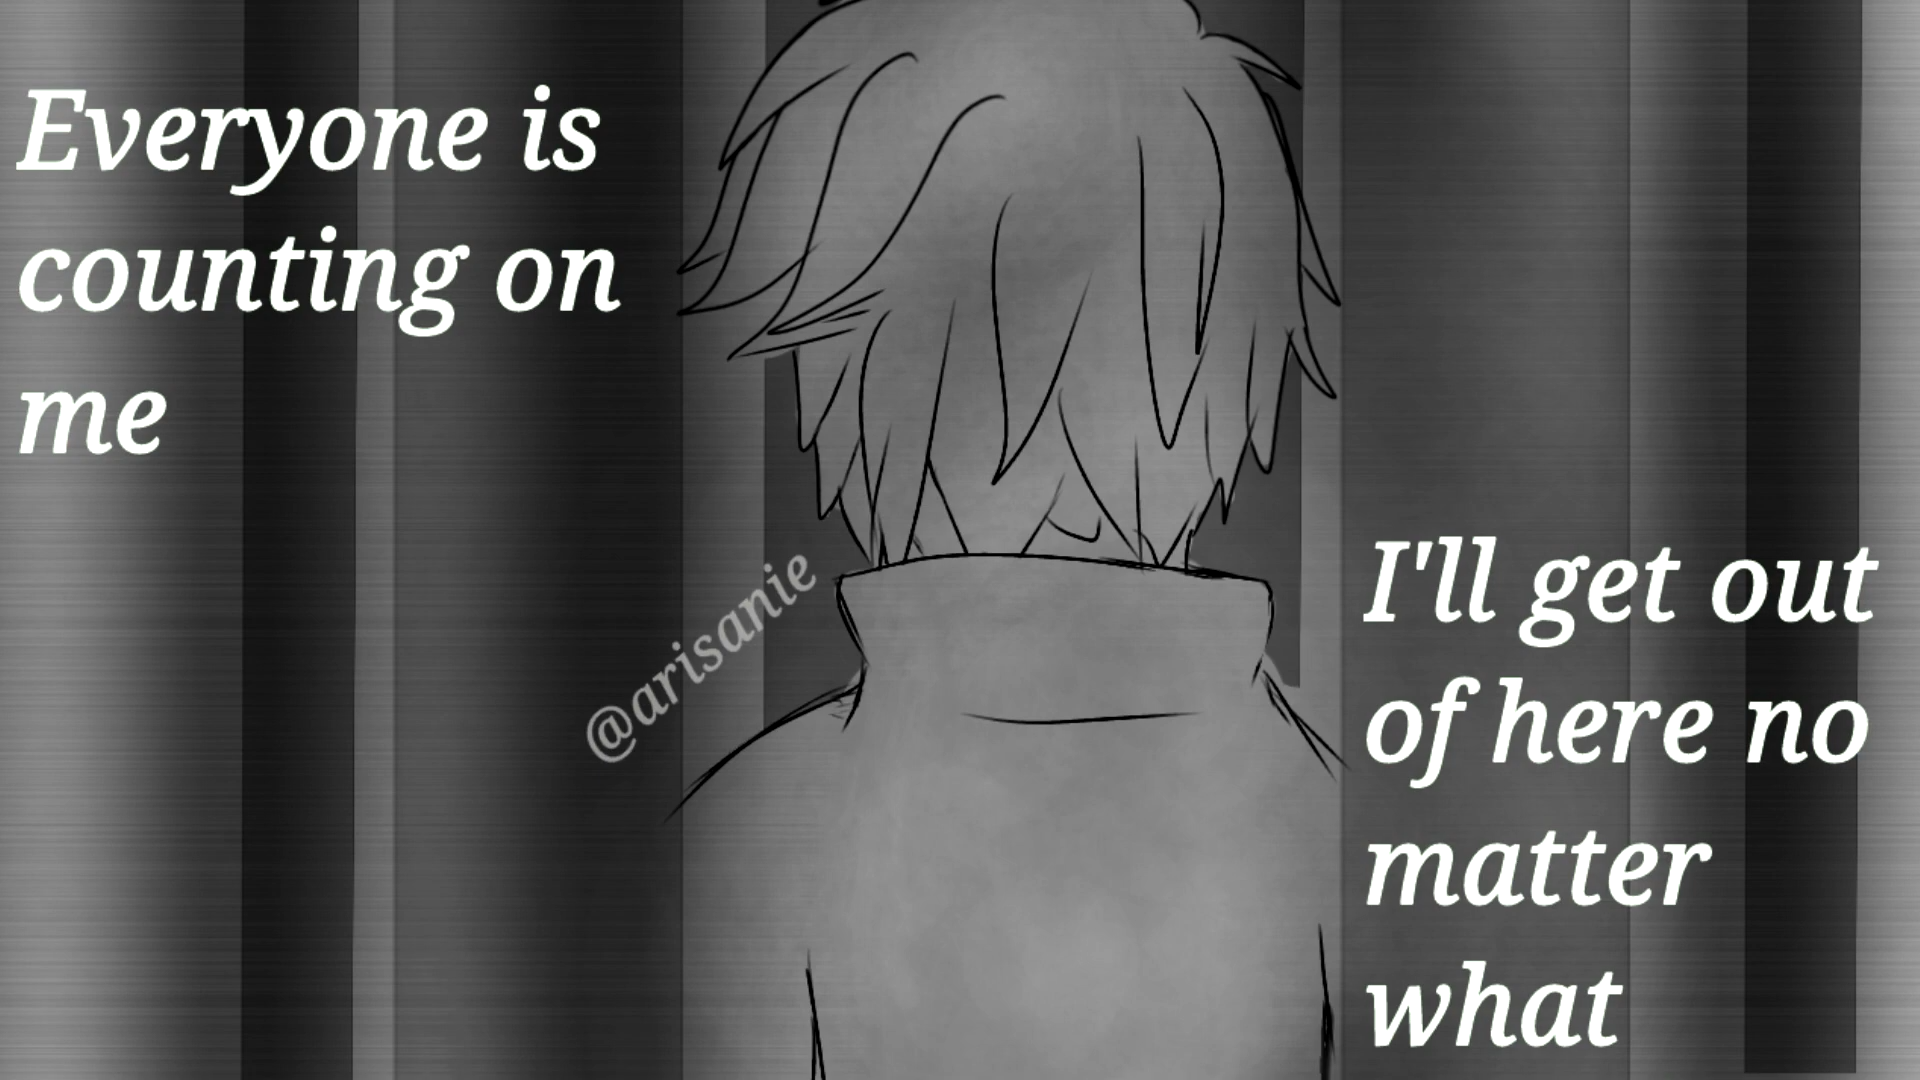 Everyone is
counting on
me
@arisanie
I'll get out
of here no
matter
what